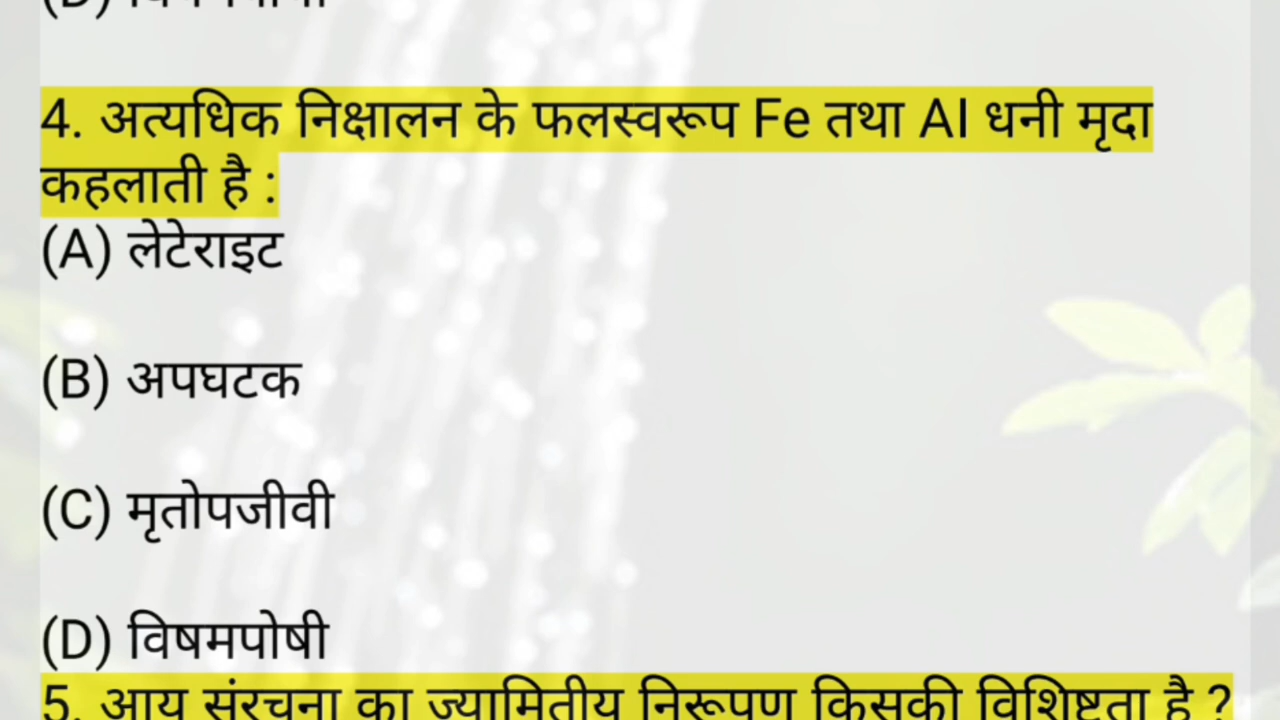 4. अत्यधिक निक्षालन के फलस्वरूप Fe तथा Al धनी मृदा
कहलाती है :
(A) लेटेराइट
(B) अपघटक
(C) मृतोपजीवी
(D) विषमपोषी
5. आयु संरचना का ज्यामितीय निरूपण किसकी विशिष्टता है ?